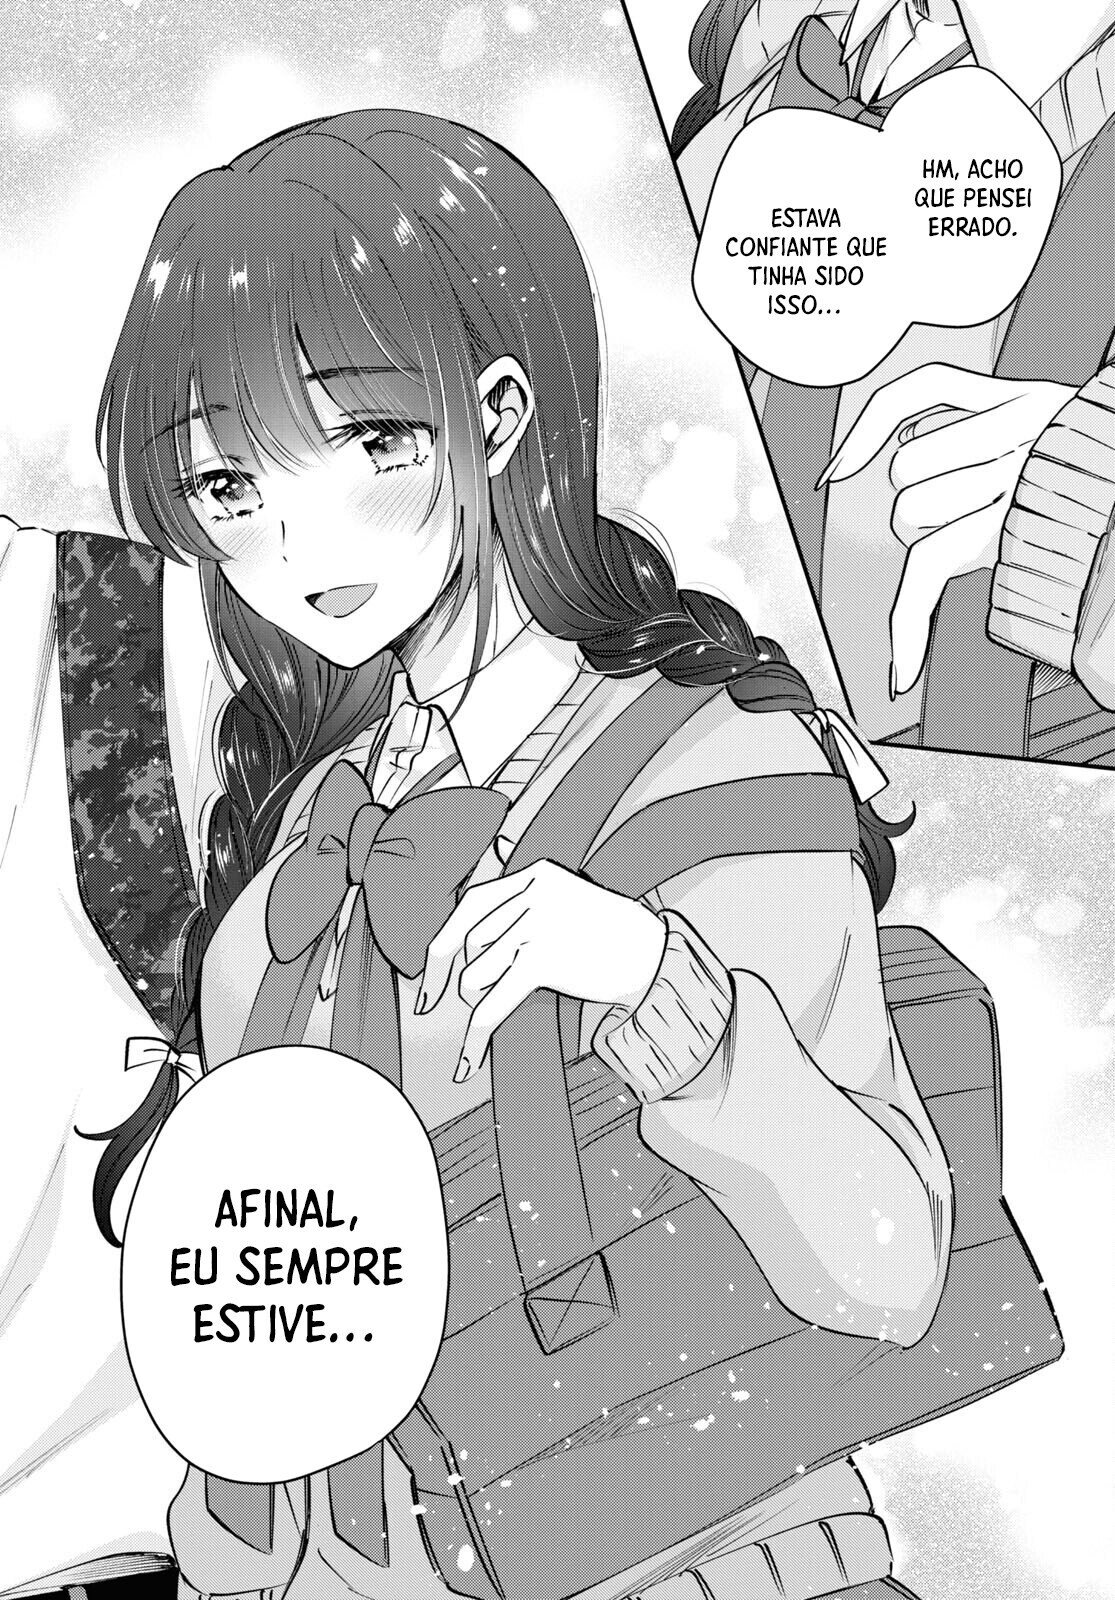 HM, ACHO
QUE PENSEI
ERRADO.
ESTAVA
CONFIANTE QUE
TINHA SIDO
ISSO...
AFINAL,
EU SEMPRE
ESTIVE...